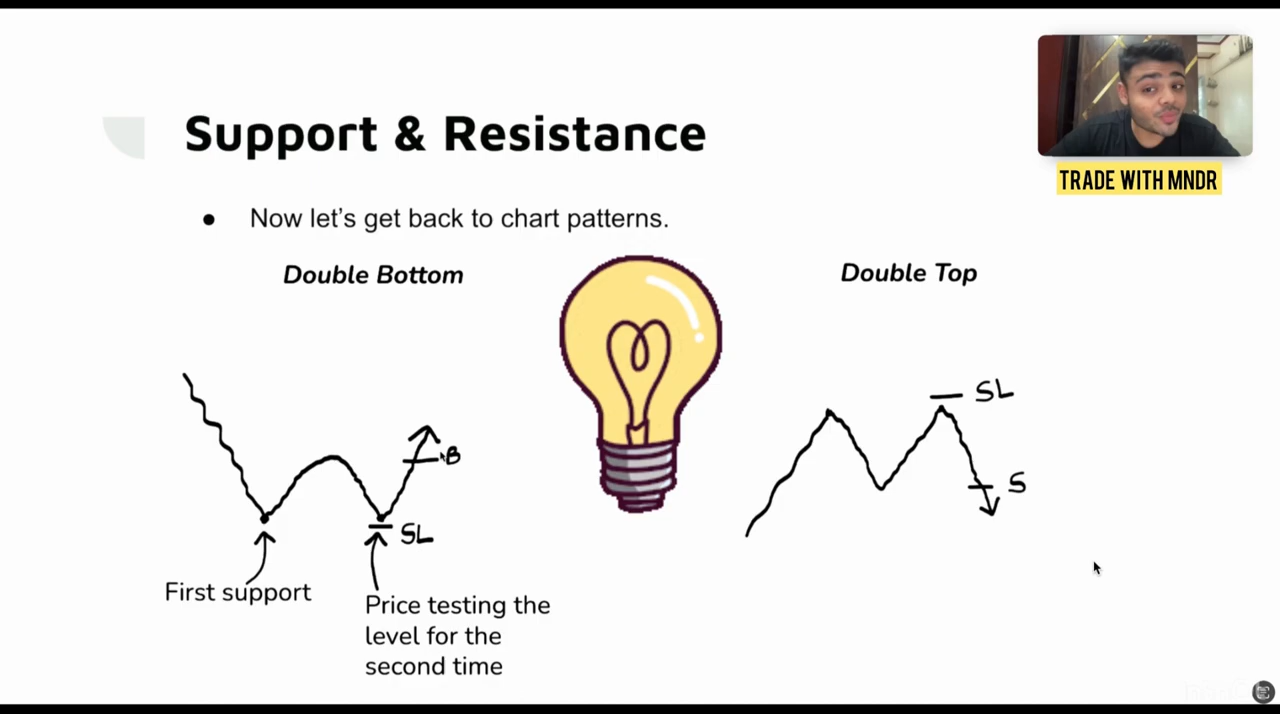 Support & Resistance
TRADE WITH MNDR
● Now let's get back to chart patterns.
Double Bottom
Double Top
SL
B
S
SL
First support
Price testing the
level for the
second time